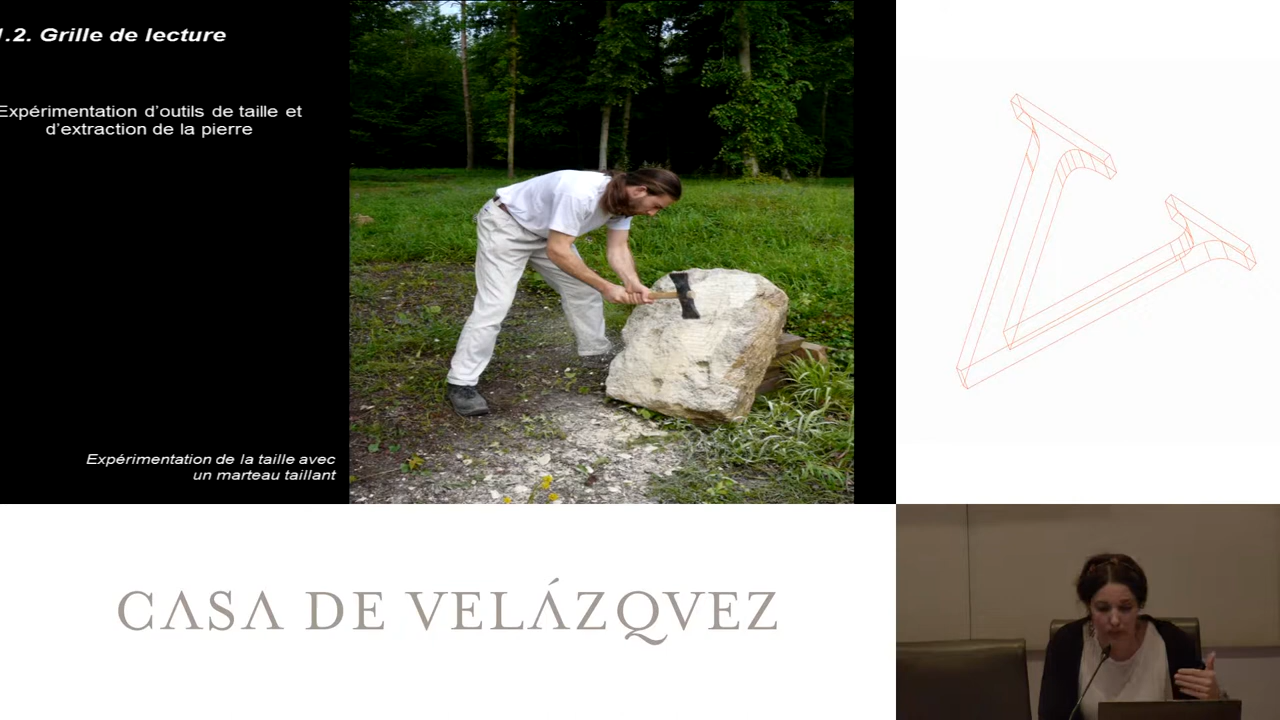 1.2. Grille de lecture
Expérimentation d'outils de taille et
d'extraction de la pierre
Expérimentation de la taille avec
un marteau taillant
CASA DE VELÁZQVEZ